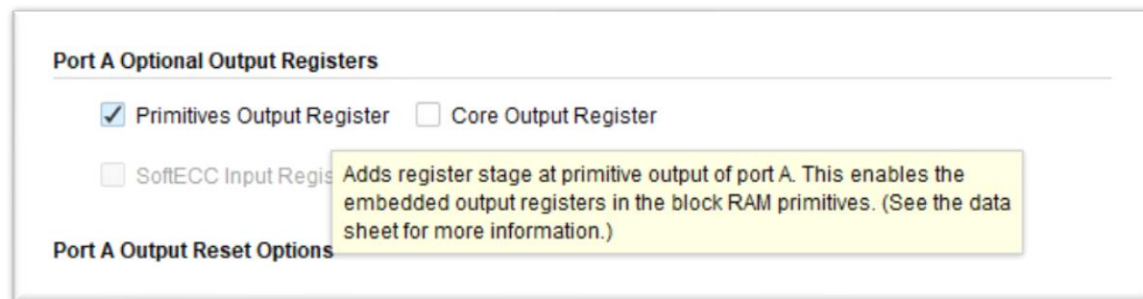 Port A Optional Output Registers
Primitives Output Register Core Output Register
SoftECC Input Regis
Adds register stage at primitive output of port A. This enables the
embedded output registers in the block RAM primitives. (See the data
sheet for more information.)
Port A Output Reset Options